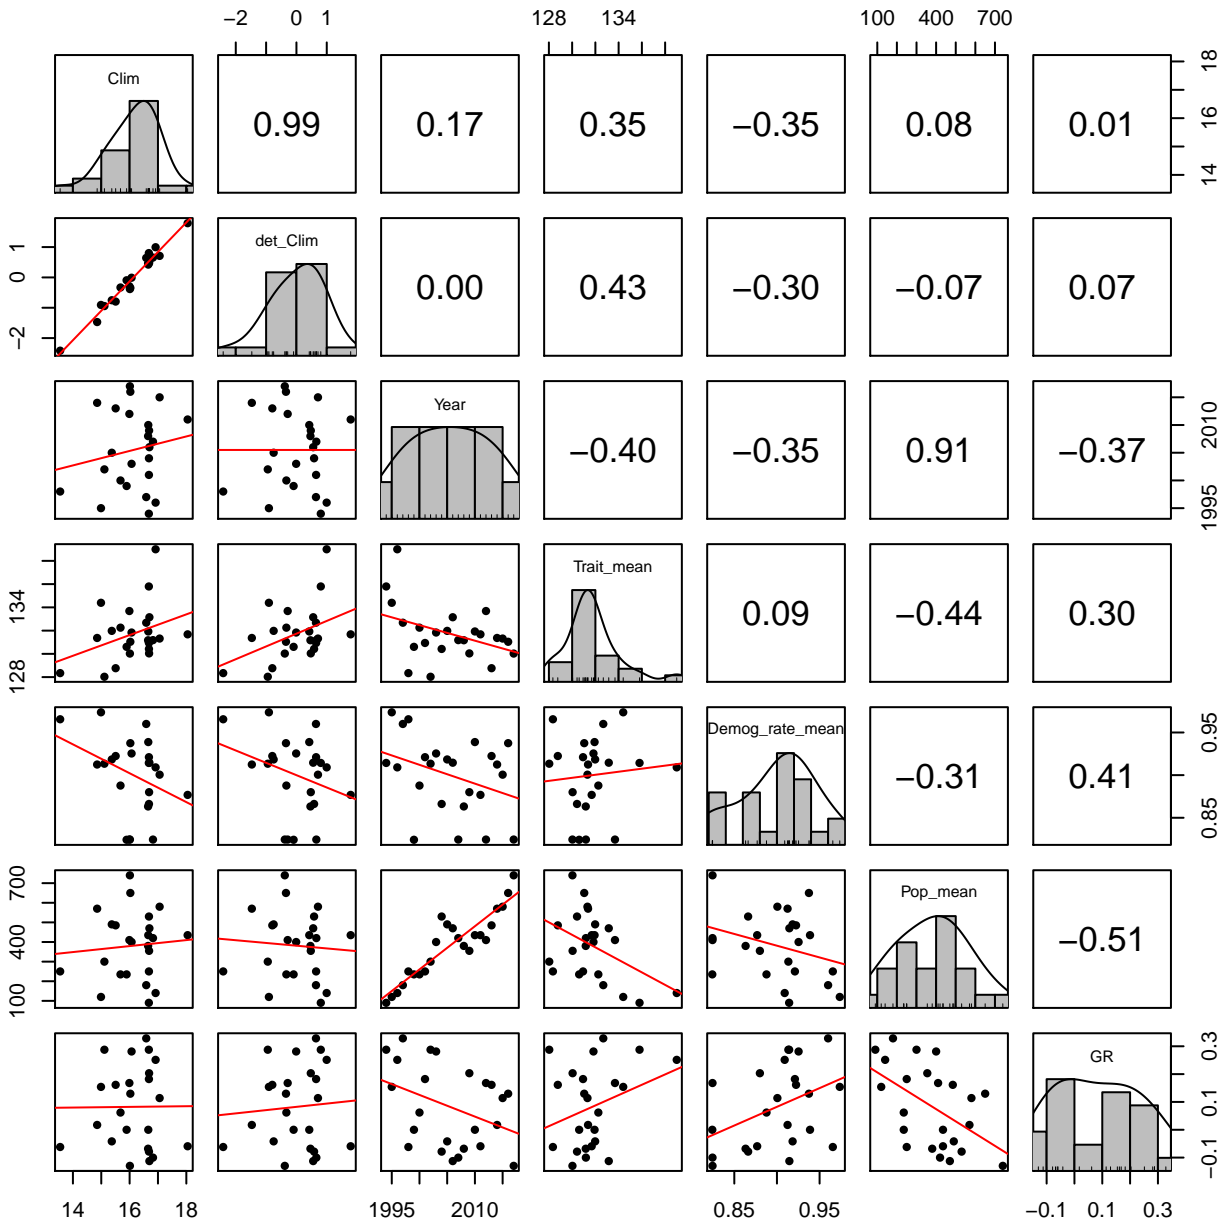 −2 0 1 128 134 100 400 700
Clim 0.99 0.17 0.35 −0.35 0.08 0.01 14 16 18
−2 0 1 det_Clim 0.00 0.43 −0.30 −0.07 0.07
Year −0.40 −0.35 0.91 −0.37 1995 2010
128 134 Trait_mean 0.09 −0.44 0.30
Demog_rate_mean −0.31 0.41 0.85 0.95
100 400 700 Pop_mean −0.51
GR −0.1 0.1 0.3
14 16 18 1995 2010 0.85 0.95 −0.1 0.1 0.3